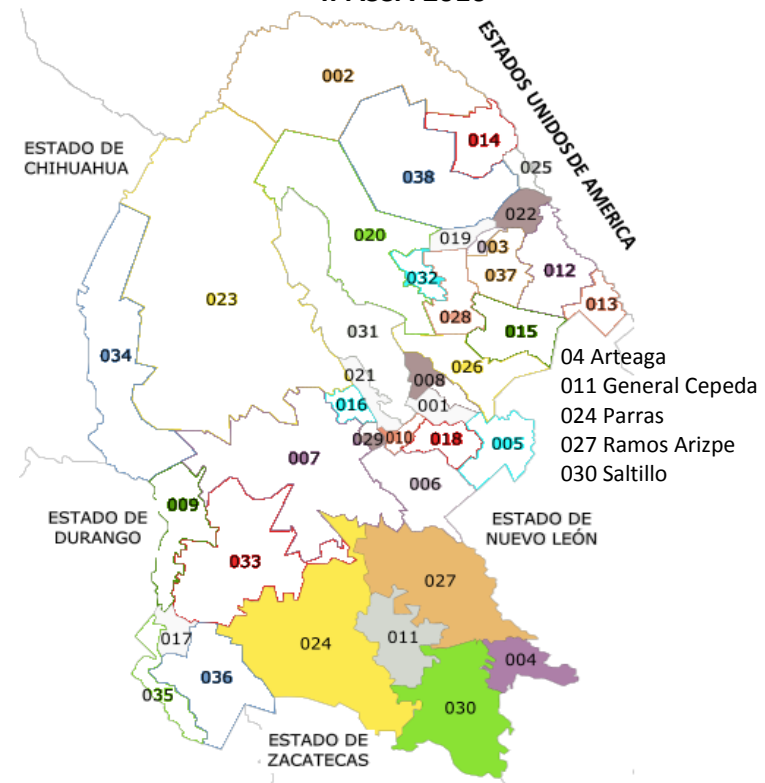 ESTADOS UNIDOS DE AMERICA
002
014
ESTADO DE
CHIHUAHUA
038
025
022
020
019
003
012
032
037
023
013
028
015
031
034
026
04 Arteaga
021
008
011 General Cepeda
016
001
024 Parras
029
010
018
005
027 Ramos Arizpe
007
006
030 Saltillo
009
ESTADO DE
DURANGO
ESTADO DE
NUEVO LEÓN
033
027
017
024
011
004
036
035
030
ESTADO DE
ZACATECAS